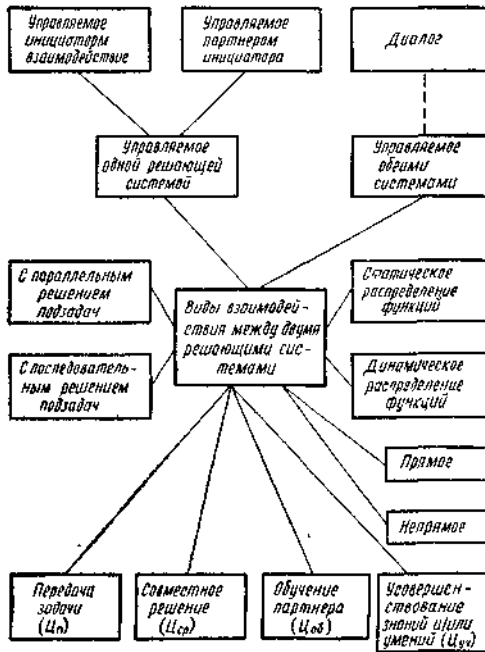 Управляемое
инициатором
взаимодействие
Управляемое
партнером
инициатора
Диалог
Управляемое
одной решающей
системой
Управляемое
обеими
системами
С параллельным
решением
подзадач
Виды взаимодей-
ствия между двумя
решающими сис-
темами
Статическое
распределение
функций
С последователь-
ным решением
подзадач
Динамическое
распределение
функций
Прямое
Непрямое
Передача
задачи
(Цп)
Совместное
решение
(Цср)
Обучение
партнера
(Цоб)
Усовершен-
ствование
знаний и/или
умений (Цуч)